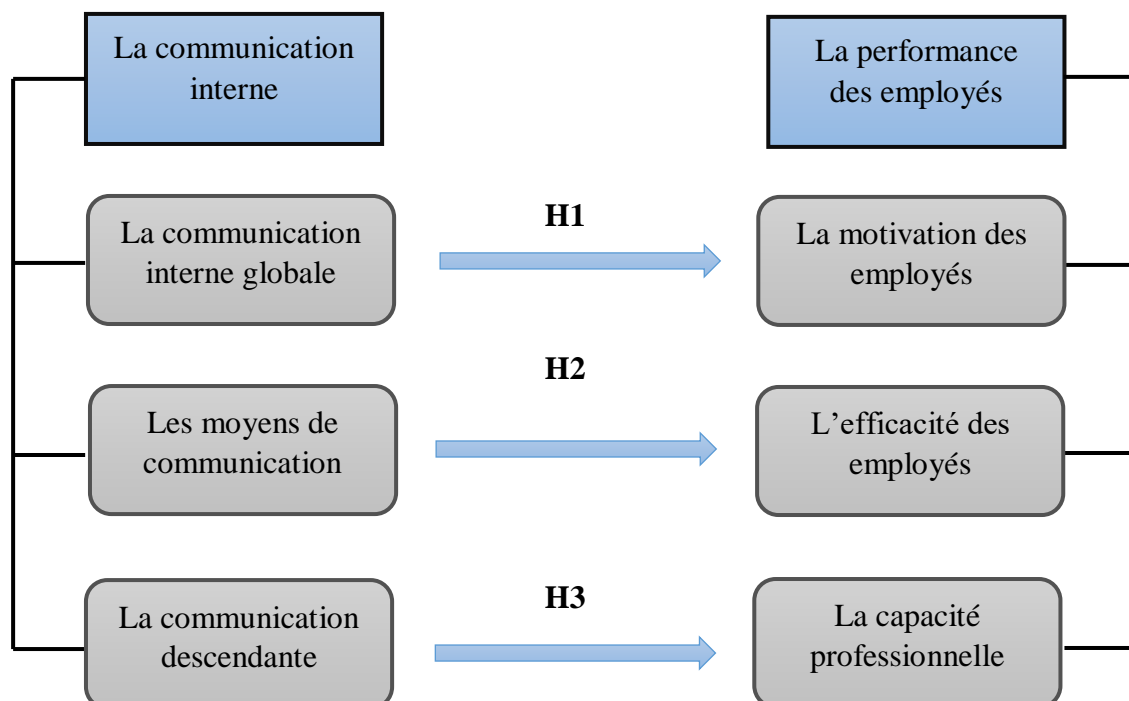 La communication
interne
La performance
des employés
H1
La communication
interne globale
La motivation des
employés
H2
Les moyens de
communication
L’efficacité des
employés
H3
La communication
descendante
La capacité
professionnelle